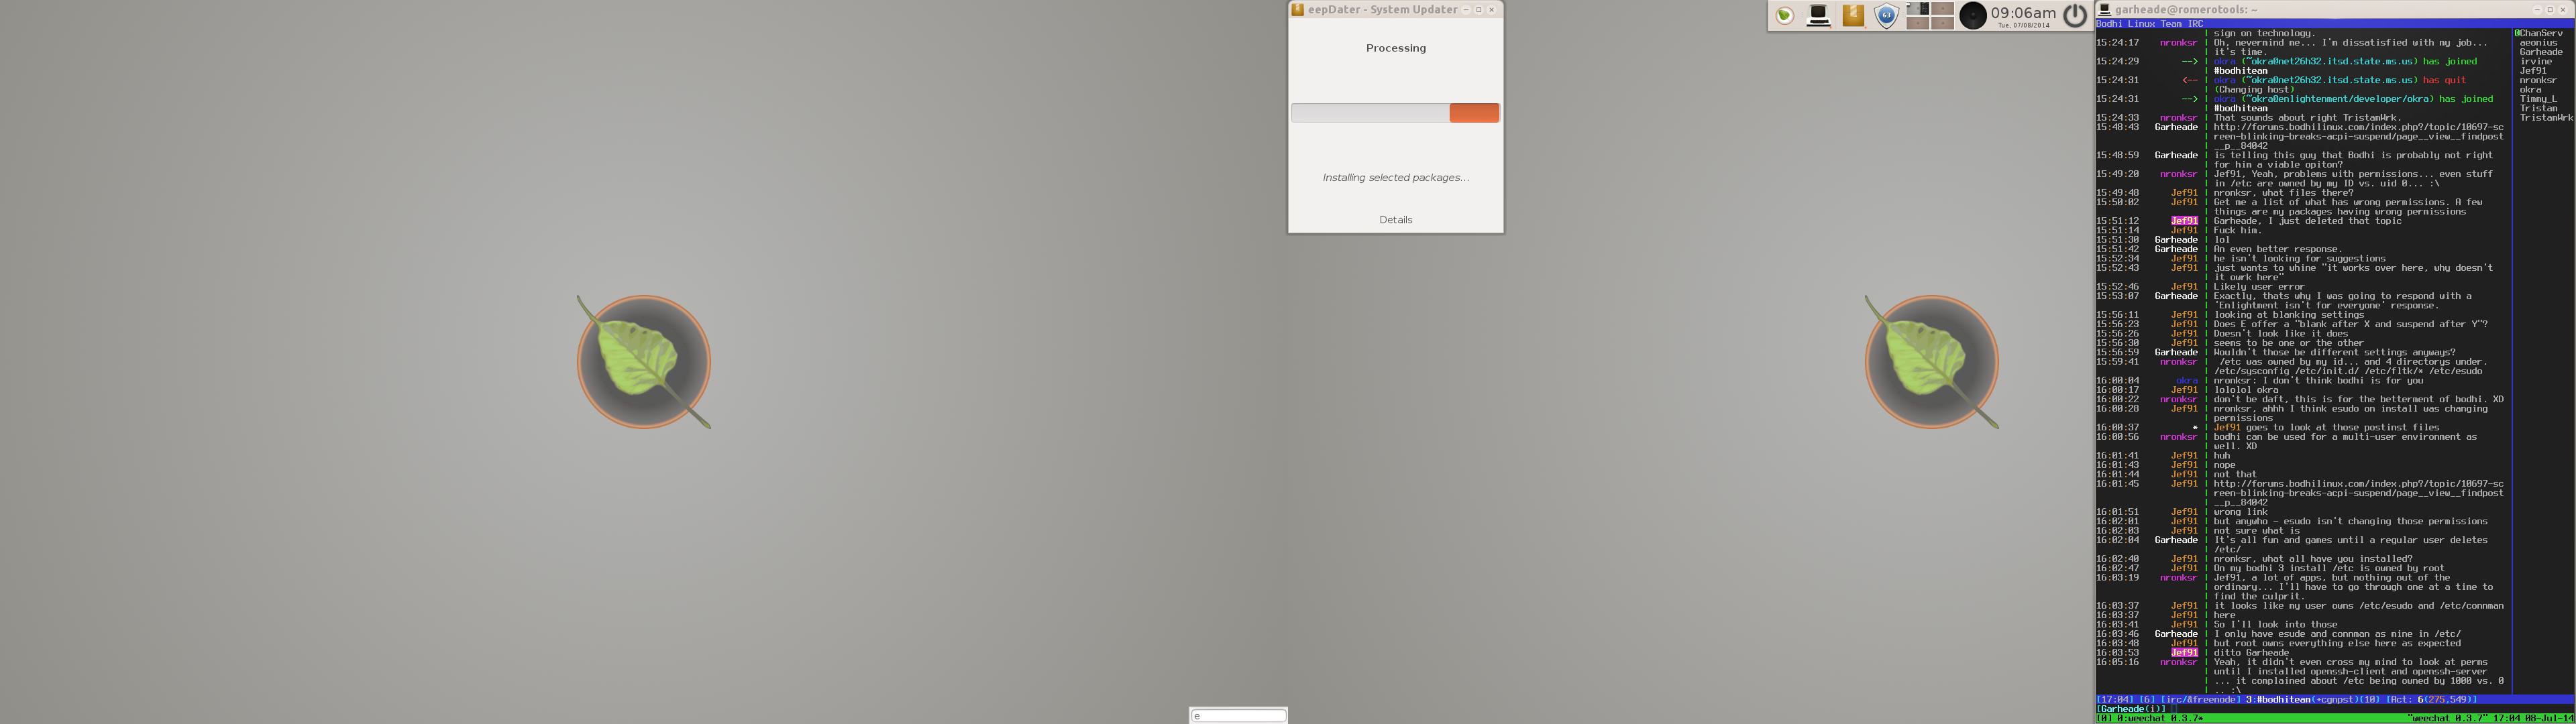 eepDater - System Updater
Processing
Installing selected packages...
Details
e
63
09:06am
Tue, 07/08/2014
garheade@romerotools: ~
Bodhi Linux Team IRC
sign on technology.
15:24:17 nronksr | Oh, nevermind me... I'm dissatisfied with my job...
it's time.
15:24:29 --> | okra (~okra@net26h32.itsd.state.ms.us) has joined
#bodhiteam
15:24:31 <-- | okra (~okra@net26h32.itsd.state.ms.us) has quit
(Changing host)
15:24:31 --> | okra (~okra@enlightenment/developer/okra) has joined
#bodhiteam
15:24:33 nronksr | That sounds about right TristamWrk.
15:48:43 Garheade | http://forums.bodhilinux.com/index.php?/topic/10697-sc
reen-blinking-breaks-acpi-suspend/page__view__findpost
__p__84042
15:48:59 Garheade | is telling this guy that Bodhi is probably not right
for him a viable opiton?
15:49:20 nronksr | Jef91, Yeah, problems with permissions... even stuff
in /etc are owned by my ID vs. uid 0... :\
15:49:48 Jef91 | nronksr, what files there?
15:50:02 Jef91 | Get me a list of what has wrong permissions. A few
things are my packages having wrong permissions
15:51:12 Jef91 | Garheade, I just deleted that topic
15:51:14 Jef91 | Fuck him.
15:51:30 Garheade | lol
15:51:42 Garheade | An even better response.
15:52:34 Jef91 | he isn't looking for suggestions
15:52:43 Jef91 | just wants to whine "it works over here, why doesn't
it owrk here"
15:52:46 Jef91 | Likely user error
15:53:07 Garheade | Exactly, thats why I was going to respond with a
'Enlightment isn't for everyone' response.
15:56:11 Jef91 | looking at blanking settings
15:56:23 Jef91 | Does E offer a "blank after X and suspend after Y"?
15:56:26 Jef91 | Doesn't look like it does
15:56:30 Jef91 | seems to be one or the other
15:56:59 Garheade | Wouldn't those be different settings anyways?
15:59:41 nronksr | /etc was owned by my id... and 4 directorys under.
/etc/sysconfig /etc/init.d/ /etc/fltk/* /etc/esudo
16:00:04 okra | nronksr: I don't think bodhi is for you
16:00:17 Jef91 | lololol okra
16:00:22 nronksr | don't be daft, this is for the betterment of bodhi. XD
16:00:28 Jef91 | nronksr, ahhh I think esudo on install was changing
permissions
16:00:37 * | Jef91 goes to look at those postinst files
16:00:56 nronksr | bodhi can be used for a multi-user environment as
well. XD
16:01:41 Jef91 | huh
16:01:43 Jef91 | nope
16:01:44 Jef91 | not that
16:01:45 Jef91 | http://forums.bodhilinux.com/index.php?/topic/10697-sc
reen-blinking-breaks-acpi-suspend/page__view__findpost
__p__84042
16:01:51 Jef91 | wrong link
16:02:01 Jef91 | but anywho - esudo isn't changing those permissions
16:02:03 Jef91 | not sure what is
16:02:04 Garheade | It's all fun and games until a regular user deletes
/etc/
16:02:40 Jef91 | nronksr, what all have you installed?
16:02:47 Jef91 | On my bodhi 3 install /etc is owned by root
16:03:19 nronksr | Jef91, a lot of apps, but nothing out of the
ordinary... I'll have to go through one at a time to
find the culprit.
16:03:37 Jef91 | it looks like my user owns /etc/esudo and /etc/connman
16:03:37 Jef91 | here
16:03:41 Jef91 | So I'll look into those
16:03:46 Garheade | I only have esude and connman as mine in /etc/
16:03:48 Jef91 | but root owns everything else here as expected
16:03:53 Jef91 | ditto Garheade
16:05:16 nronksr | Yeah, it didn't even cross my mind to look at perms
until I installed openssh-client and openssh-server
... it complained about /etc being owned by 1000 vs. 0
.. :\
@ChanServ
aeonius
Garheade
irvine
Jef91
nronksr
okra
Timmy_L
Tristam
TristamWrk
[17:04] [6] [irc/&freenode] 3:#bodhiteam(+cgnpst)(10) [Act: 6(275,549)]
[Garheade(i)]
[0] 0:weechat 0.3.7* "weechat 0.3.7" 17:04 08-Jul-14